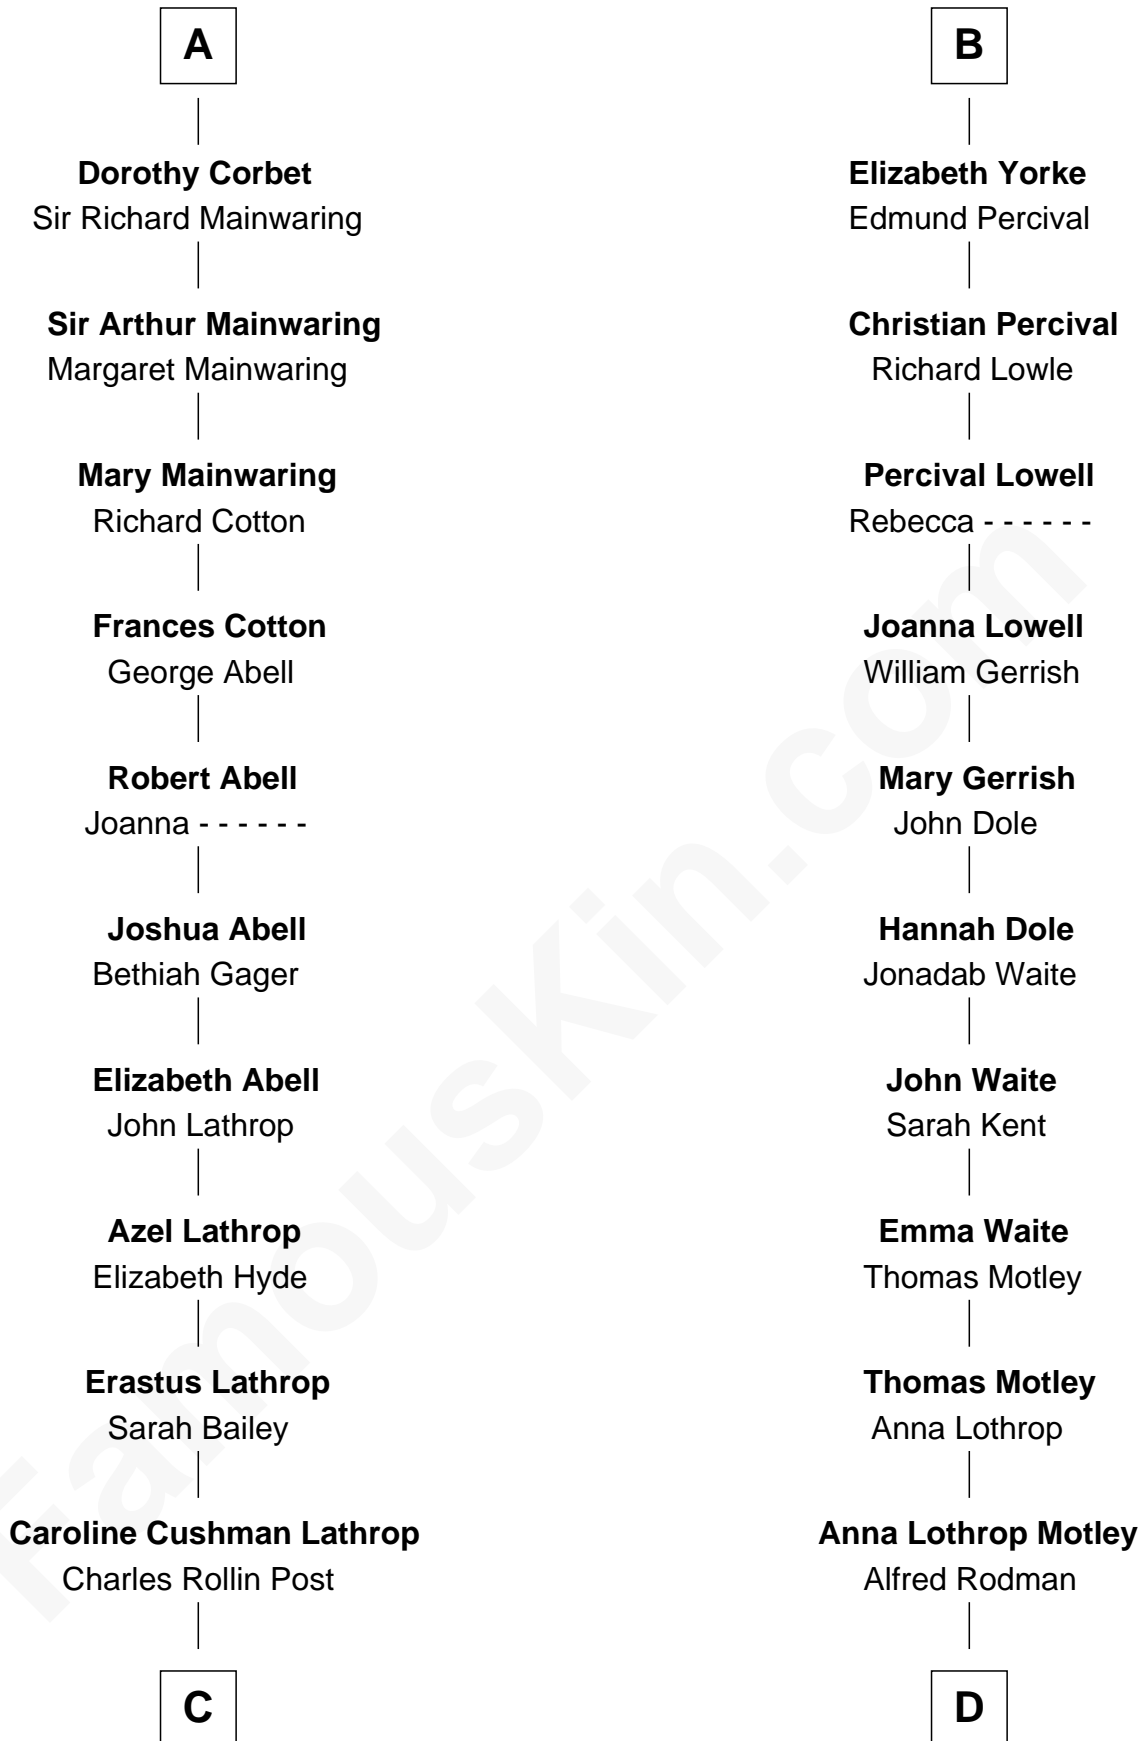 A
Dorothy Corbet
Sir Richard Mainwaring
Sir Arthur Mainwaring
Margaret Mainwaring
Mary Mainwaring
Richard Cotton
Frances Cotton
George Abell
Robert Abell
Joanna - - - - - -
Joshua Abell
Bethiah Gager
Elizabeth Abell
John Lathrop
Azel Lathrop
Elizabeth Hyde
Erastus Lathrop
Sarah Bailey
Caroline Cushman Lathrop
Charles Rollin Post
C
B
Elizabeth Yorke
Edmund Percival
Christian Percival
Richard Lowle
Percival Lowell
Rebecca - - - - - -
Joanna Lowell
William Gerrish
Mary Gerrish
John Dole
Hannah Dole
Jonadab Waite
John Waite
Sarah Kent
Emma Waite
Thomas Motley
Thomas Motley
Anna Lothrop
Anna Lothrop Motley
Alfred Rodman
D
FamousKin.com